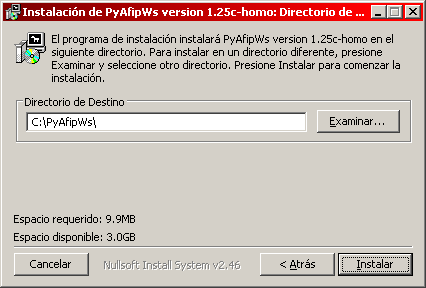 Instalación de PyAfipWs version 1.25c-homo: Directorio de ...
El programa de instalación instalará PyAfipWs version 1.25c-homo en el
siguiente directorio. Para instalar en un directorio diferente, presione
Examinar y seleccione otro directorio. Presione Instalar para comenzar la
instalación.
Directorio de Destino
C:\PyAfipWs\
Examinar...
Espacio requerido: 9.9MB
Espacio disponible: 3.0GB
Cancelar
Nullsoft Install System v2.46
< Atrás
Instalar